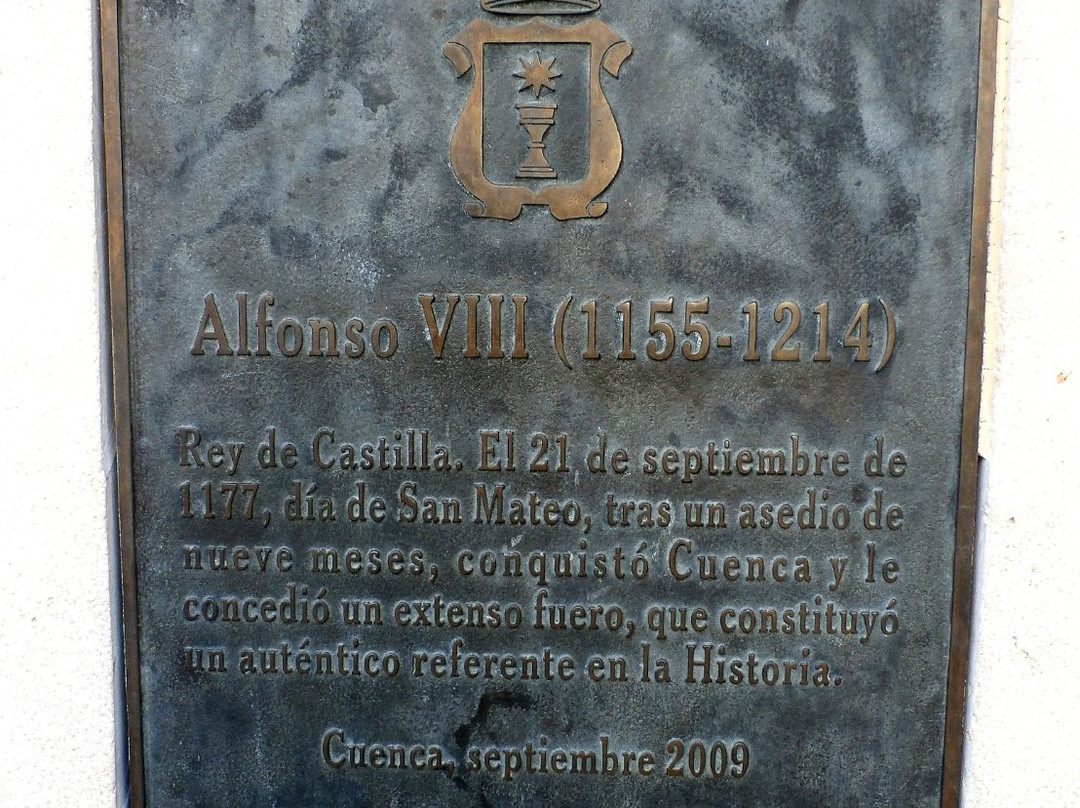 Alfonso VIII (1155-1214)
Rey de Castilla. El 21 de septiembre de
1177, día de San Mateo, tras un asedio de
nueve meses, conquistó Cuenca y le
concedió un extenso fuero, que constituyó
un auténtico referente en la Historia.
Cuenca, septiembre 2009